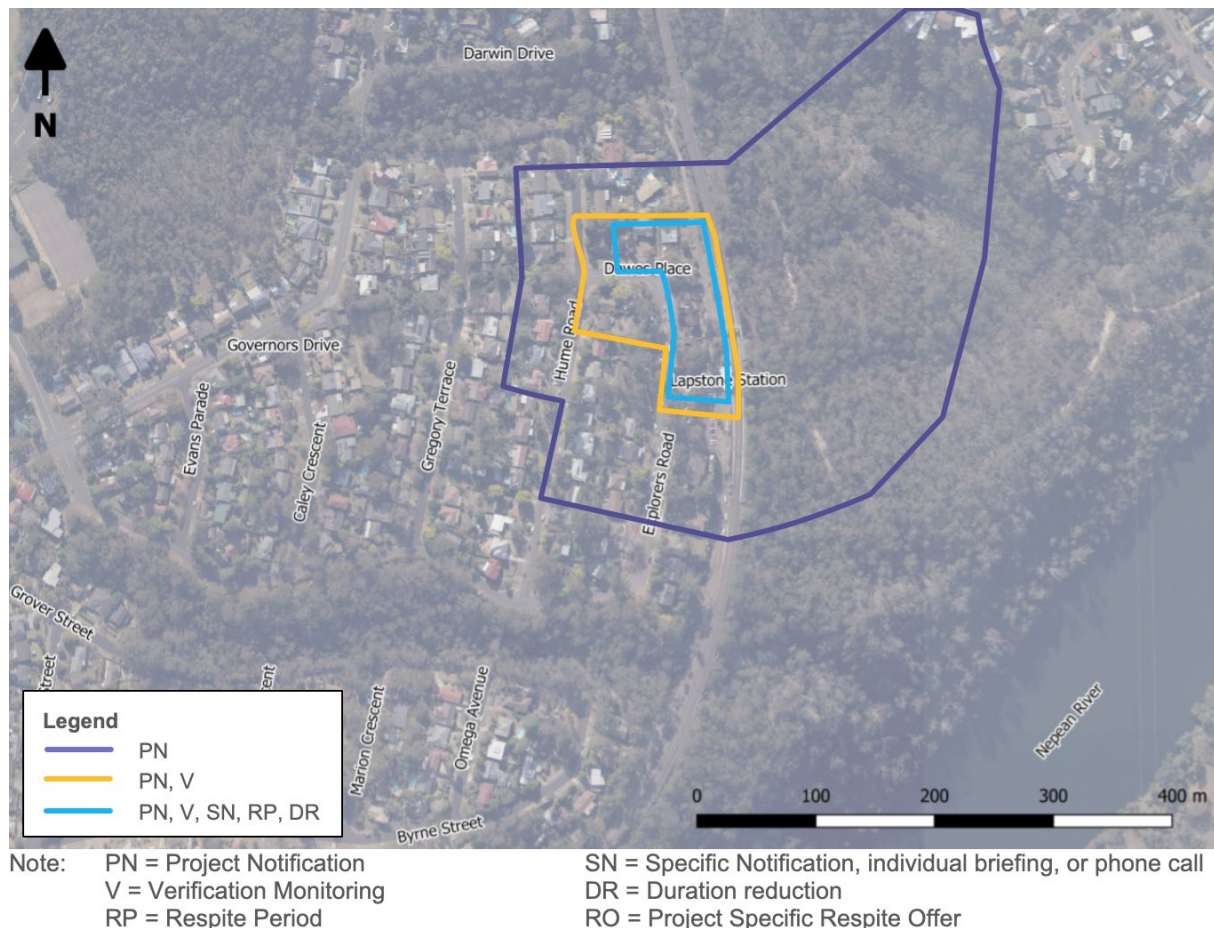 Darwin Drive
N
Dawes Place
Hume Road
Governors Drive
Lapstone Station
Gregory Terrace
Evans Parade
Caley Crescent
Explorers Road
Grover Street
Street
Marion Crescent
Omega Avenue
Nepean River
Byrne Street
Legend
PN
PN, V
PN, V, SN, RP, DR
0 100 200 300 400 m
Note: PN = Project Notification
V = Verification Monitoring
RP = Respite Period
SN = Specific Notification, individual briefing, or phone call
DR = Duration reduction
RO = Project Specific Respite Offer